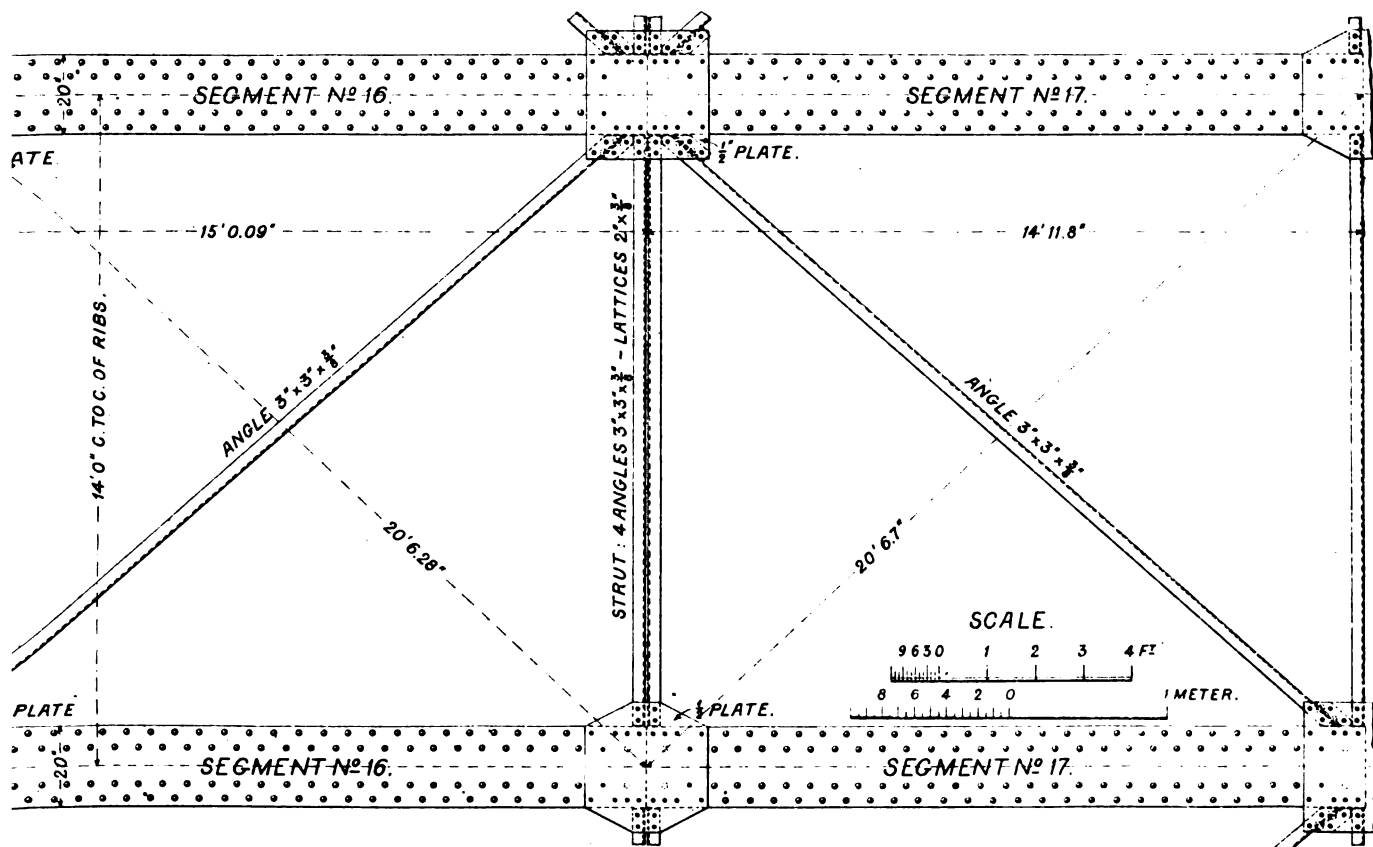 SEGMENT Nº 16.
SEGMENT Nº 17.
20"
ATE
½" PLATE.
15' 0.09"
14' 11.8"
14' 0" C. TO C. OF RIBS.
STRUT : 4 ANGLES 3" x 3" x ⅜" - LATTICES 2" x ⅜"
ANGLE 3" x 3" x ⅜"
ANGLE 3" x 3" x ⅜"
20' 6.28"
20' 6.7"
SCALE.
9 6 3 0 1 2 3 4 Fᵀ
8 6 4 2 0 1 METER.
PLATE
PLATE.
20"
SEGMENT Nº 16.
SEGMENT Nº 17.